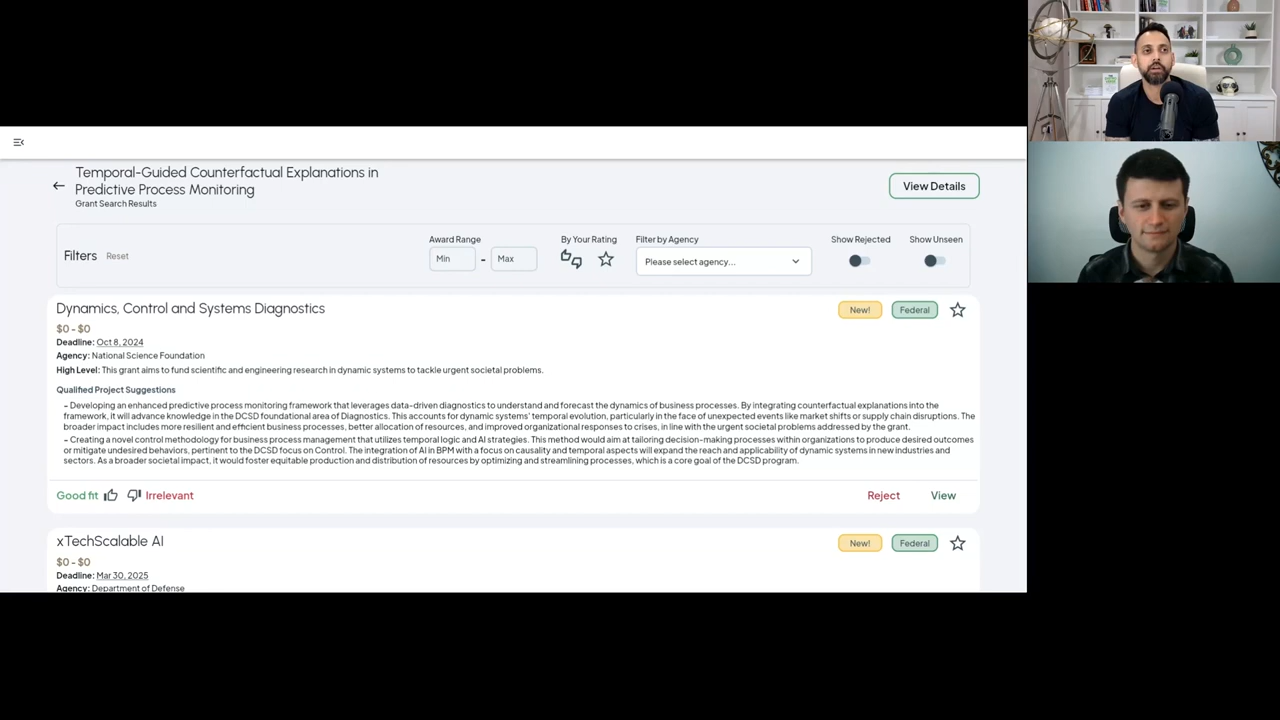 Temporal-Guided Counterfactual Explanations in
Predictive Process Monitoring
Grant Search Results
View Details
Filters
Reset
Award Range
Min
-
Max
By Your Rating
Filter by Agency
Please select agency...
Show Rejected
Show Unseen
Dynamics, Control and Systems Diagnostics
New!
Federal
$0 - $0
Deadline: Oct 8, 2024
Agency: National Science Foundation
High Level: This grant aims to fund scientific and engineering research in dynamic systems to tackle urgent societal problems.
Qualified Project Suggestions
- Developing an enhanced predictive process monitoring framework that leverages data-driven diagnostics to understand and forecast the dynamics of business processes. By integrating counterfactual explanations into the
framework, it will advance knowledge in the DCSD foundational area of Diagnostics. This accounts for dynamic systems' temporal evolution, particularly in the face of unexpected events like market shifts or supply chain disruptions. The
broader impact includes more resilient and efficient business processes, better allocation of resources, and improved organizational responses to crises, in line with the urgent societal problems addressed by the grant.
- Creating a novel control methodology for business process management that utilizes temporal logic and AI strategies. This method would aim at tailoring decision-making processes within organizations to produce desired outcomes
or mitigate undesired behaviors, pertinent to the DCSD focus on Control. The integration of AI in BPM with a focus on causality and temporal aspects will expand the reach and applicability of dynamic systems in new industries and
sectors. As a broader societal impact, it would foster equitable production and distribution of resources by optimizing and streamlining processes, which is a core goal of the DCSD program.
Good fit
Irrelevant
Reject
View
xTechScalable AI
New!
Federal
$0 - $0
Deadline: Mar 30, 2025
Agency: Department of Defense